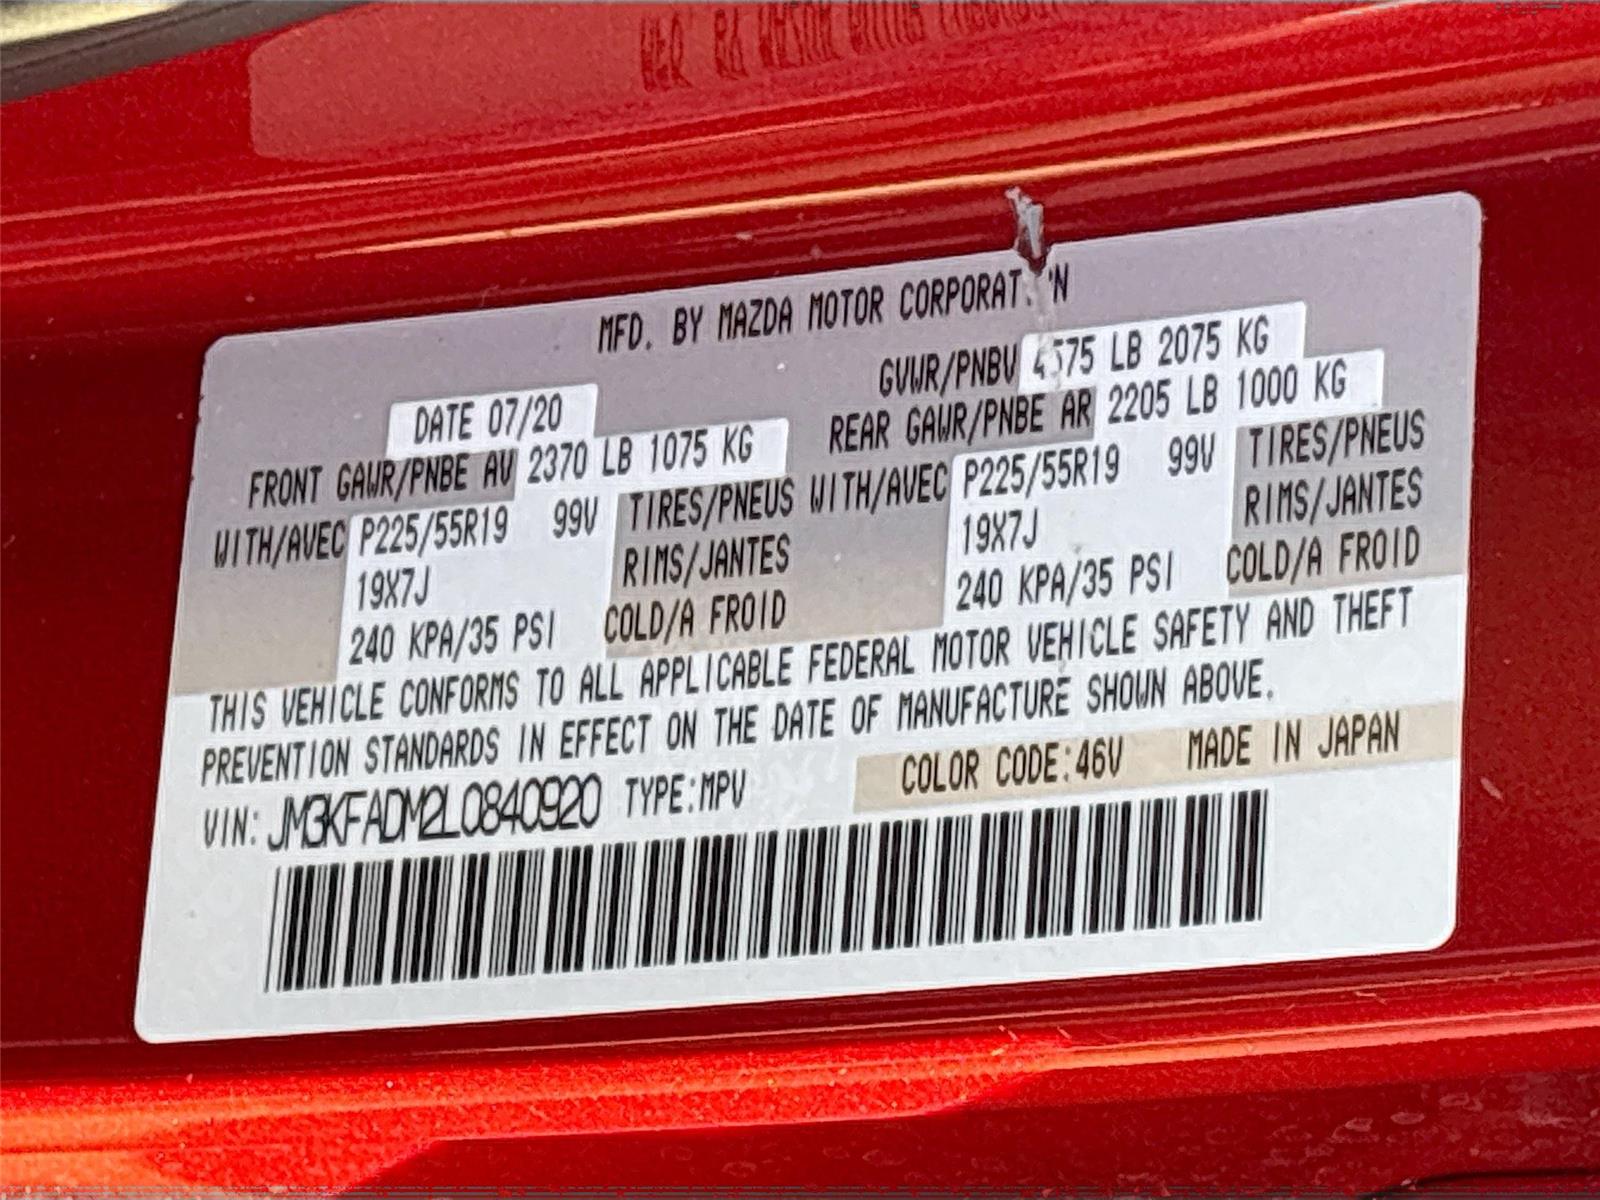 MFD. BY MAZDA MOTOR
DATE 07/20
GVWR/PNBV LB 2075 KG
FRONT GAWR/PNBE AV 2370 LB 1075 KG
REAR GAWR/PNBE AR 2205 LB 1000 KG
WITH/AVEC P225/55R19 99V TIRES/PNEUS
19X7J RIMS/JANTES
240 KPA/35 PSI COLD/A FROID
WITH/AVEC P225/55R19 99V TIRES/PNEUS
19X7J RIMS/JANTES
240 KPA/35 PSI COLD/A FROID
THIS VEHICLE CONFORMS TO ALL APPLICABLE FEDERAL MOTOR VEHICLE SAFETY AND THEFT
PREVENTION STANDARDS IN EFFECT ON THE DATE OF MANUFACTURE SHOWN ABOVE.
VIN: JM3KFADM2L0840920 TYPE:MPV COLOR CODE:46V MADE IN JAPAN